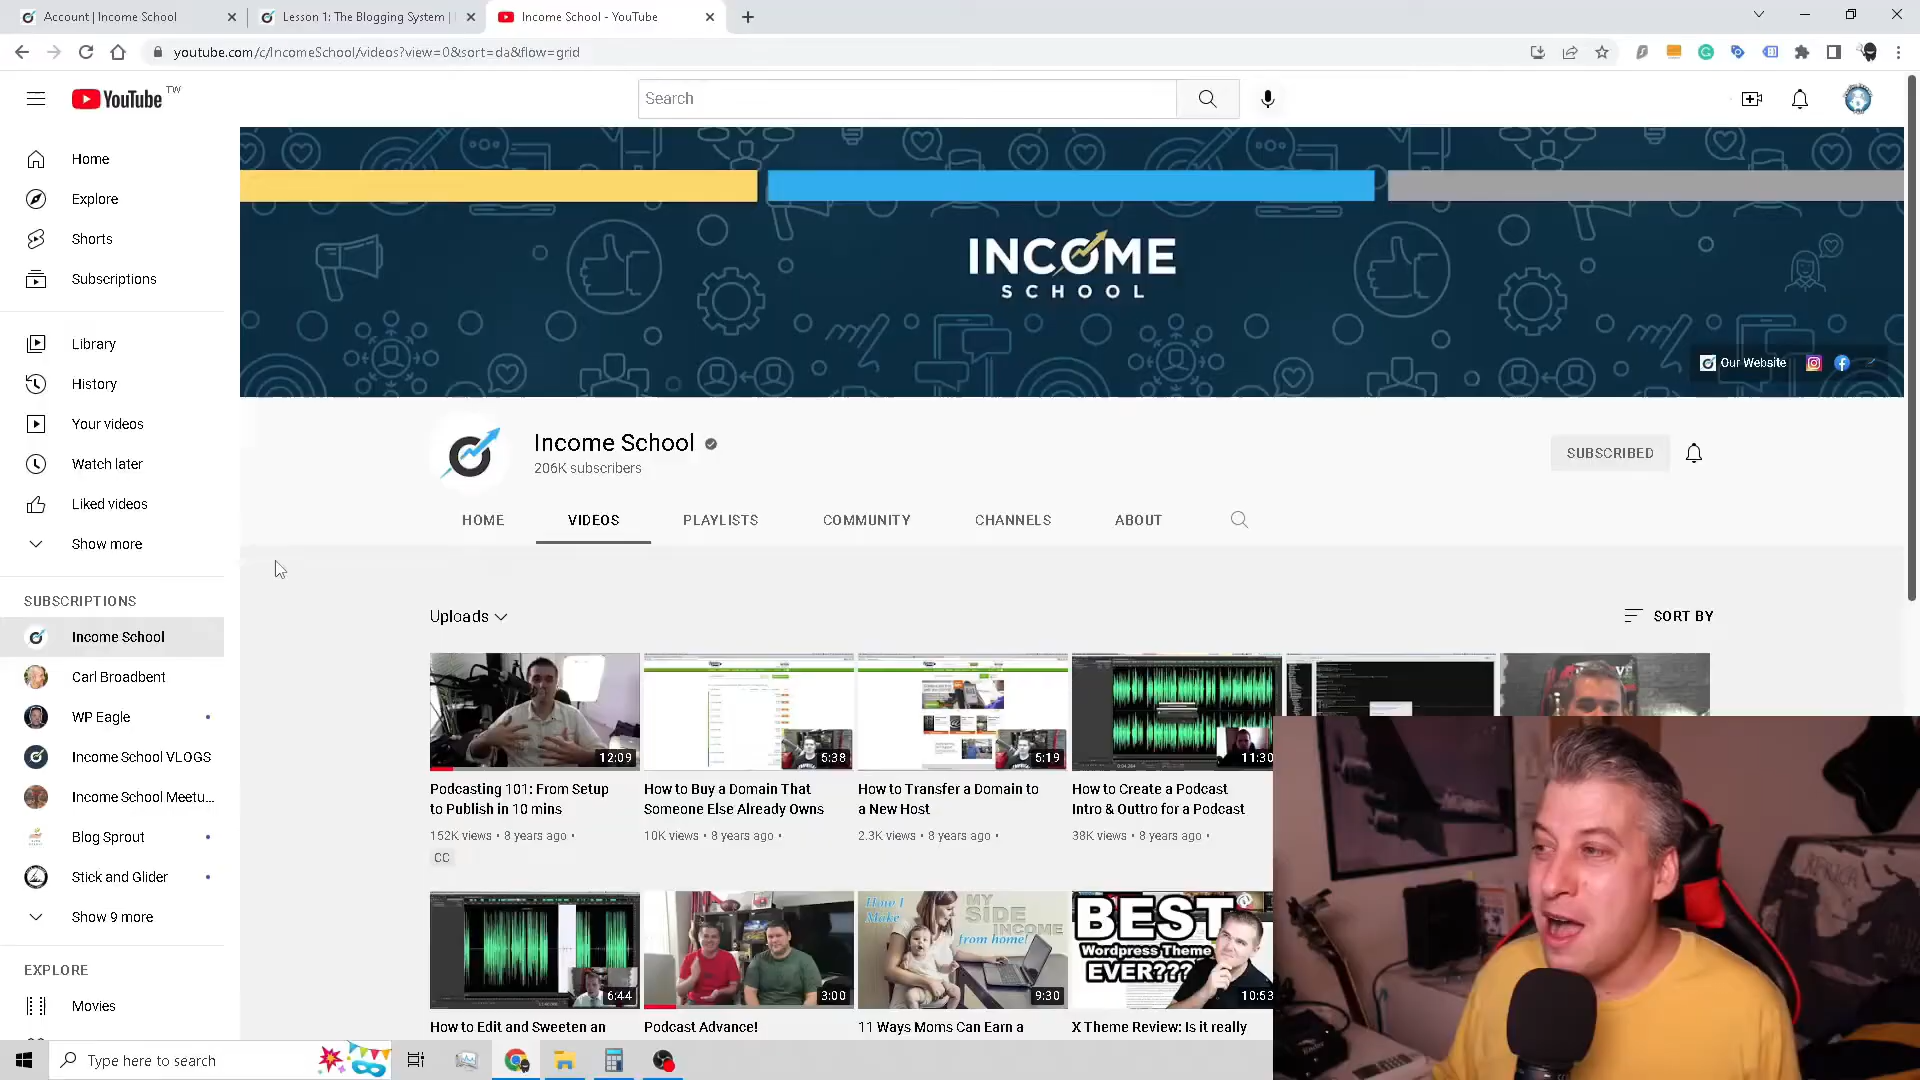 Account | Income School
Lesson 1: The Blogging System |
Income School - YouTube
youtube.com/c/IncomeSchool/videos?view=0&sort=da&flow=grid
YouTube TW
Search
Home
Explore
Shorts
Subscriptions
Library
History
Your videos
Watch later
Liked videos
Show more
SUBSCRIPTIONS
Income School
Carl Broadbent
WP Eagle
Income School VLOGS
Income School Meetu...
Blog Sprout
Stick and Glider
Show 9 more
EXPLORE
Movies
INCOME
SCHOOL
Our Website
Income School
206K subscribers
SUBSCRIBED
HOME VIDEOS PLAYLISTS COMMUNITY CHANNELS ABOUT
Uploads
SORT BY
12:09
Podcasting 101: From Setup
to Publish in 10 mins
152K views • 8 years ago •
CC
5:38
How to Buy a Domain That
Someone Else Already Owns
10K views • 8 years ago •
5:19
How to Transfer a Domain to
a New Host
2.3K views • 8 years ago •
11:30
How to Create a Podcast
Intro & Outtro for a Podcast
38K views • 8 years ago •
6:44
How to Edit and Sweeten an
3:00
Podcast Advance!
How I
Make
MY
SIDE
INCOME
from home!
9:30
11 Ways Moms Can Earn a
BEST
Wordpress Theme
EVER???
10:53
X Theme Review: Is it really
Type here to search